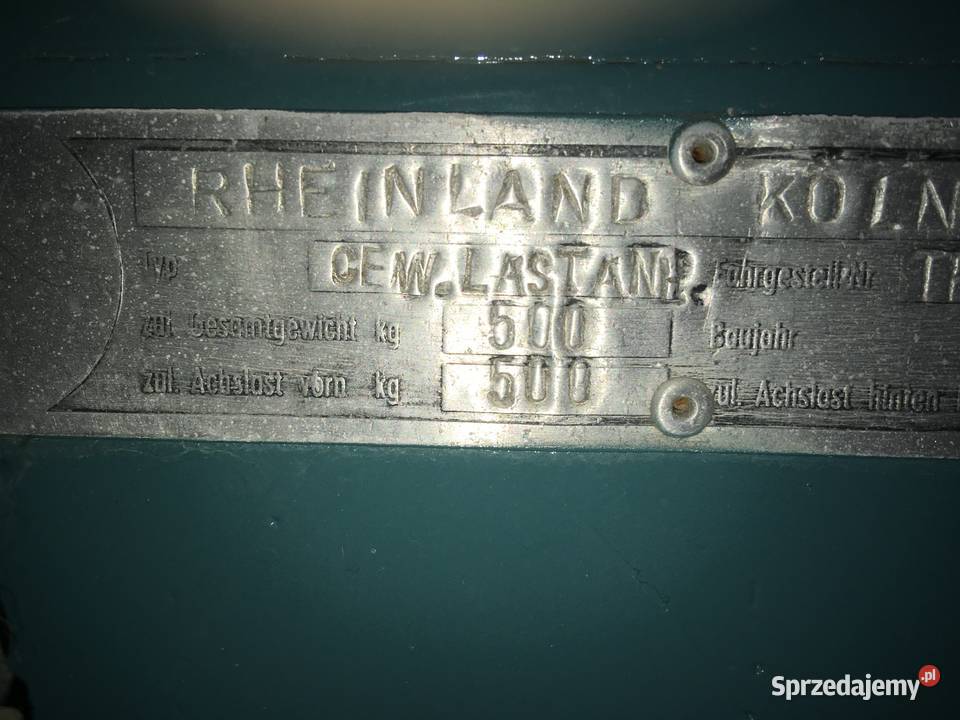 RHEINLAND KÖLN
Typ GEW. LASTANH. Fahrgestell-Nr
zul. Gesamtgewicht kg 500 Baujahr
zul. Achslast vorn kg 500 zul. Achslast hinten
Sprzedajemy.pl